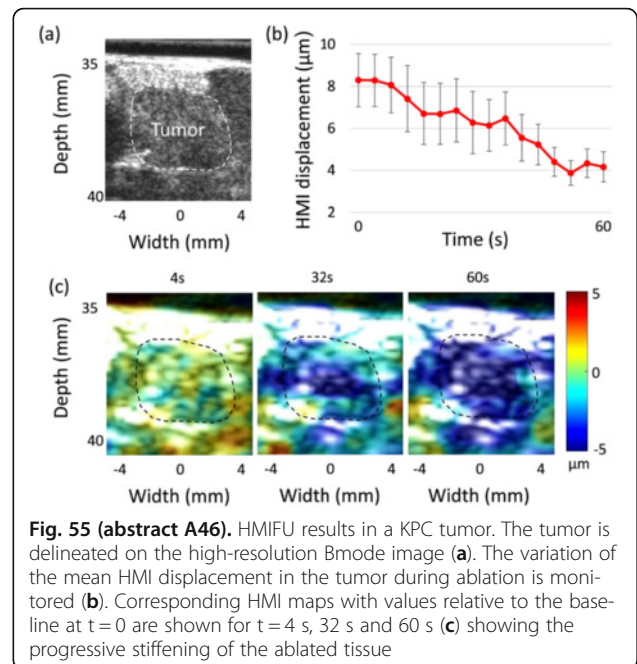 (a)
35
Depth (mm)
40
Tumor
-4 0 4
Width (mm)
(b)
HMI displacement (μm)
10
8
6
4
2
0 60
Time (s)
(c)
4s 32s 60s
35
Depth (mm)
40
-4 0 4 -4 0 4 -4 0 4
Width (mm) Width (mm) Width (mm)
5
0
-5
μm
Fig. 55 (abstract A46). HMIFU results in a KPC tumor. The tumor is
delineated on the high-resolution Bmode image (a). The variation of
the mean HMI displacement in the tumor during ablation is moni-
tored (b). Corresponding HMI maps with values relative to the base-
line at t = 0 are shown for t = 4 s, 32 s and 60 s (c) showing the
progressive stiffening of the ablated tissue